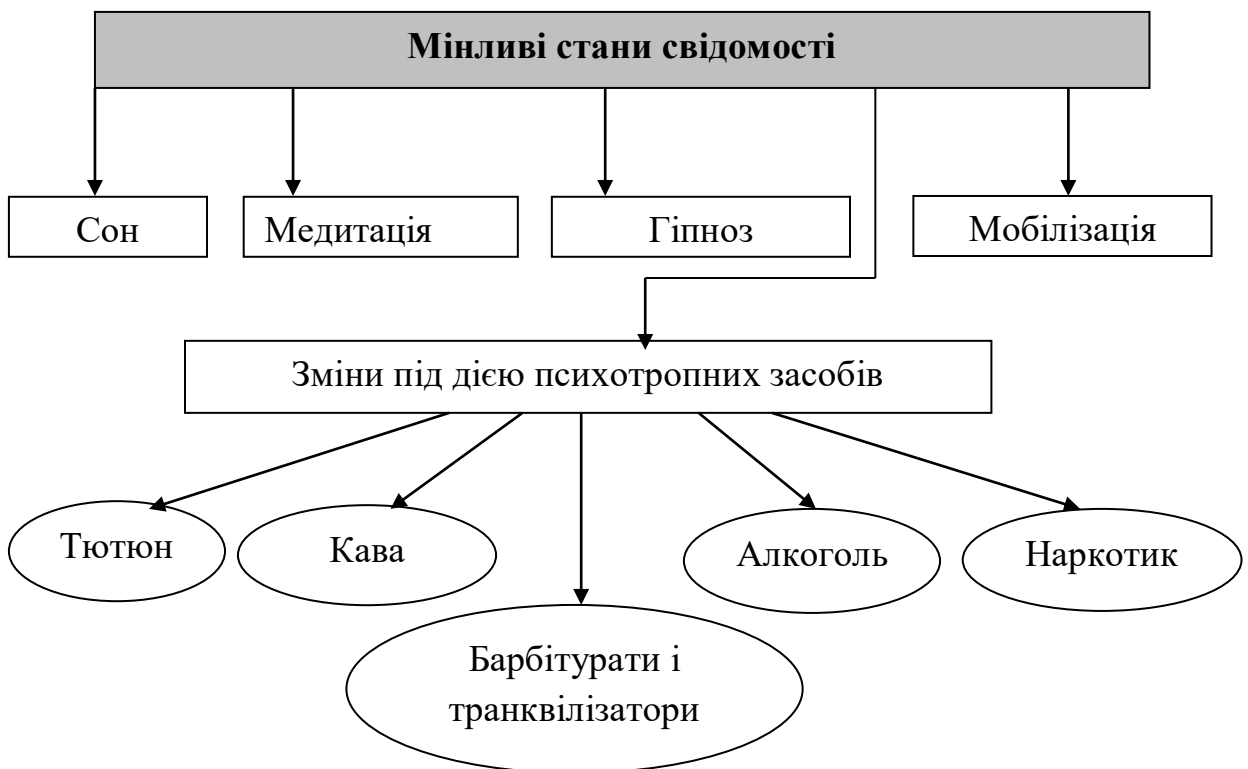 Мінливі стани свідомості
Сон
Медитація
Гіпноз
Мобілізація
Зміни під дією психотропних засобів
Тютюн
Кава
Алкоголь
Наркотик
Барбітурати і
транквілізатори